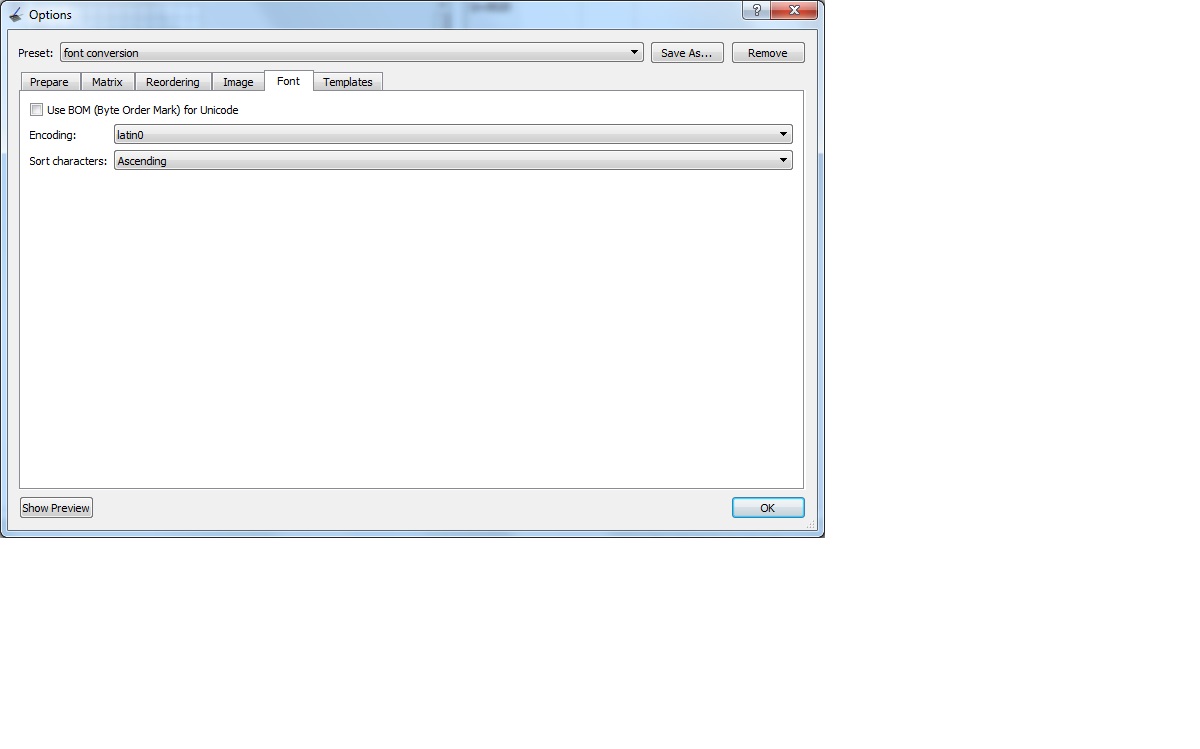 Options
Preset: font conversion Save As... Remove
Prepare Matrix Reordering Image Font Templates
Use BOM (Byte Order Mark) for Unicode
Encoding: latin0
Sort characters: Ascending
Show Preview OK